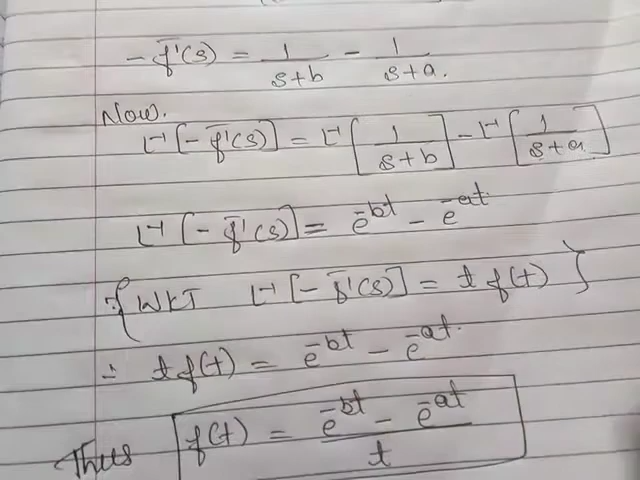 -f̄'(s) = 1/(s+b) - 1/(s+a).
Now.
L⁻¹[-f̄'(s)] = L⁻¹[1/(s+b)] - L⁻¹[1/(s+a)]
L⁻¹[-f̄'(s)] = e^-bt - e^-at.
∵{WKT L⁻¹[-f̄'(s)] = t f(t)}
∴ t f(t) = e^-bt - e^-at.
Thus f(t) = (e^-bt - e^-at)/t